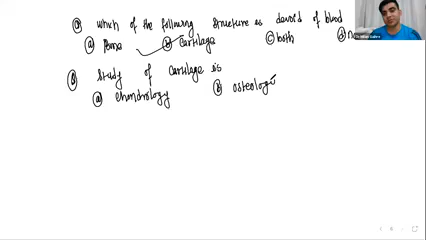 Q which of the following structure is devoid of blood
a Bone b Cartilage c both d
Q Study of Cartilage is
a Chondrology b osteology